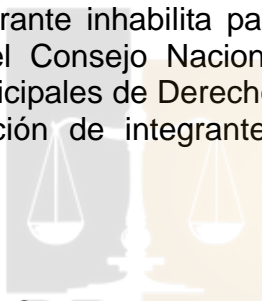 rante inhabilita pa
el Consejo Nacion
icipales de Derech
ción de integrante